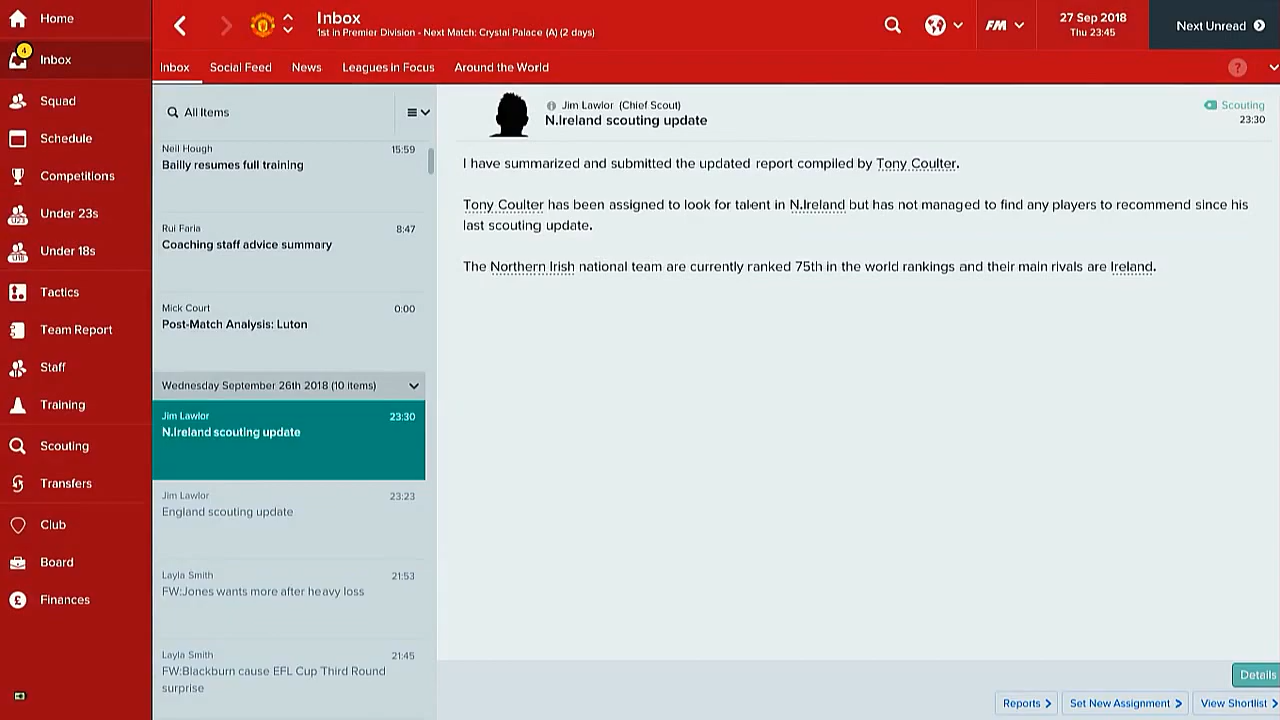 Home
4
Inbox
Squad
Schedule
Competitions
Under 23s
Under 18s
Tactics
Team Report
Staff
Training
Scouting
Transfers
Club
Board
Finances
Inbox
1st in Premier Division - Next Match: Crystal Palace (A) (2 days)
FM
27 Sep 2018
Thu 23:45
Next Unread
Inbox Social Feed News Leagues in Focus Around the World
?
All Items
Neil Hough 15:59
Bailly resumes full training
Rui Faria 8:47
Coaching staff advice summary
Mick Court 0:00
Post-Match Analysis: Luton
Wednesday September 26th 2018 (10 items)
Jim Lawlor 23:30
N.Ireland scouting update
Jim Lawlor 23:23
England scouting update
Layla Smith 21:53
FW:Jones wants more after heavy loss
Layla Smith 21:45
FW:Blackburn cause EFL Cup Third Round
surprise
Jim Lawlor (Chief Scout)
N.Ireland scouting update
Scouting
23:30
I have summarized and submitted the updated report compiled by Tony Coulter.
Tony Coulter has been assigned to look for talent in N.Ireland but has not managed to find any players to recommend since his
last scouting update.
The Northern Irish national team are currently ranked 75th in the world rankings and their main rivals are Ireland.
Details
Reports Set New Assignment View Shortlist